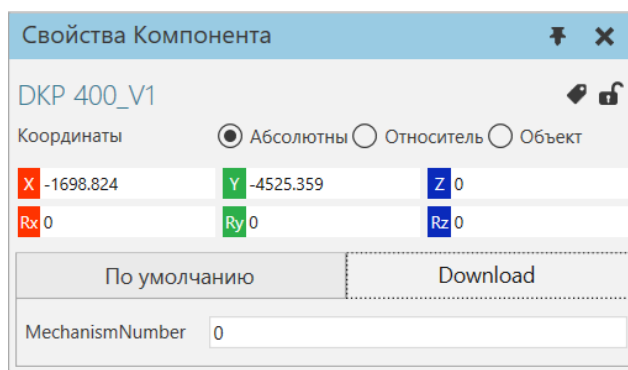 Свойства Компонента
DKP 400_V1
Координаты Абсолютны Относитель Объект
X -1698.824 Y -4525.359 Z 0
Rx 0 Ry 0 Rz 0
По умолчанию Download
MechanismNumber 0